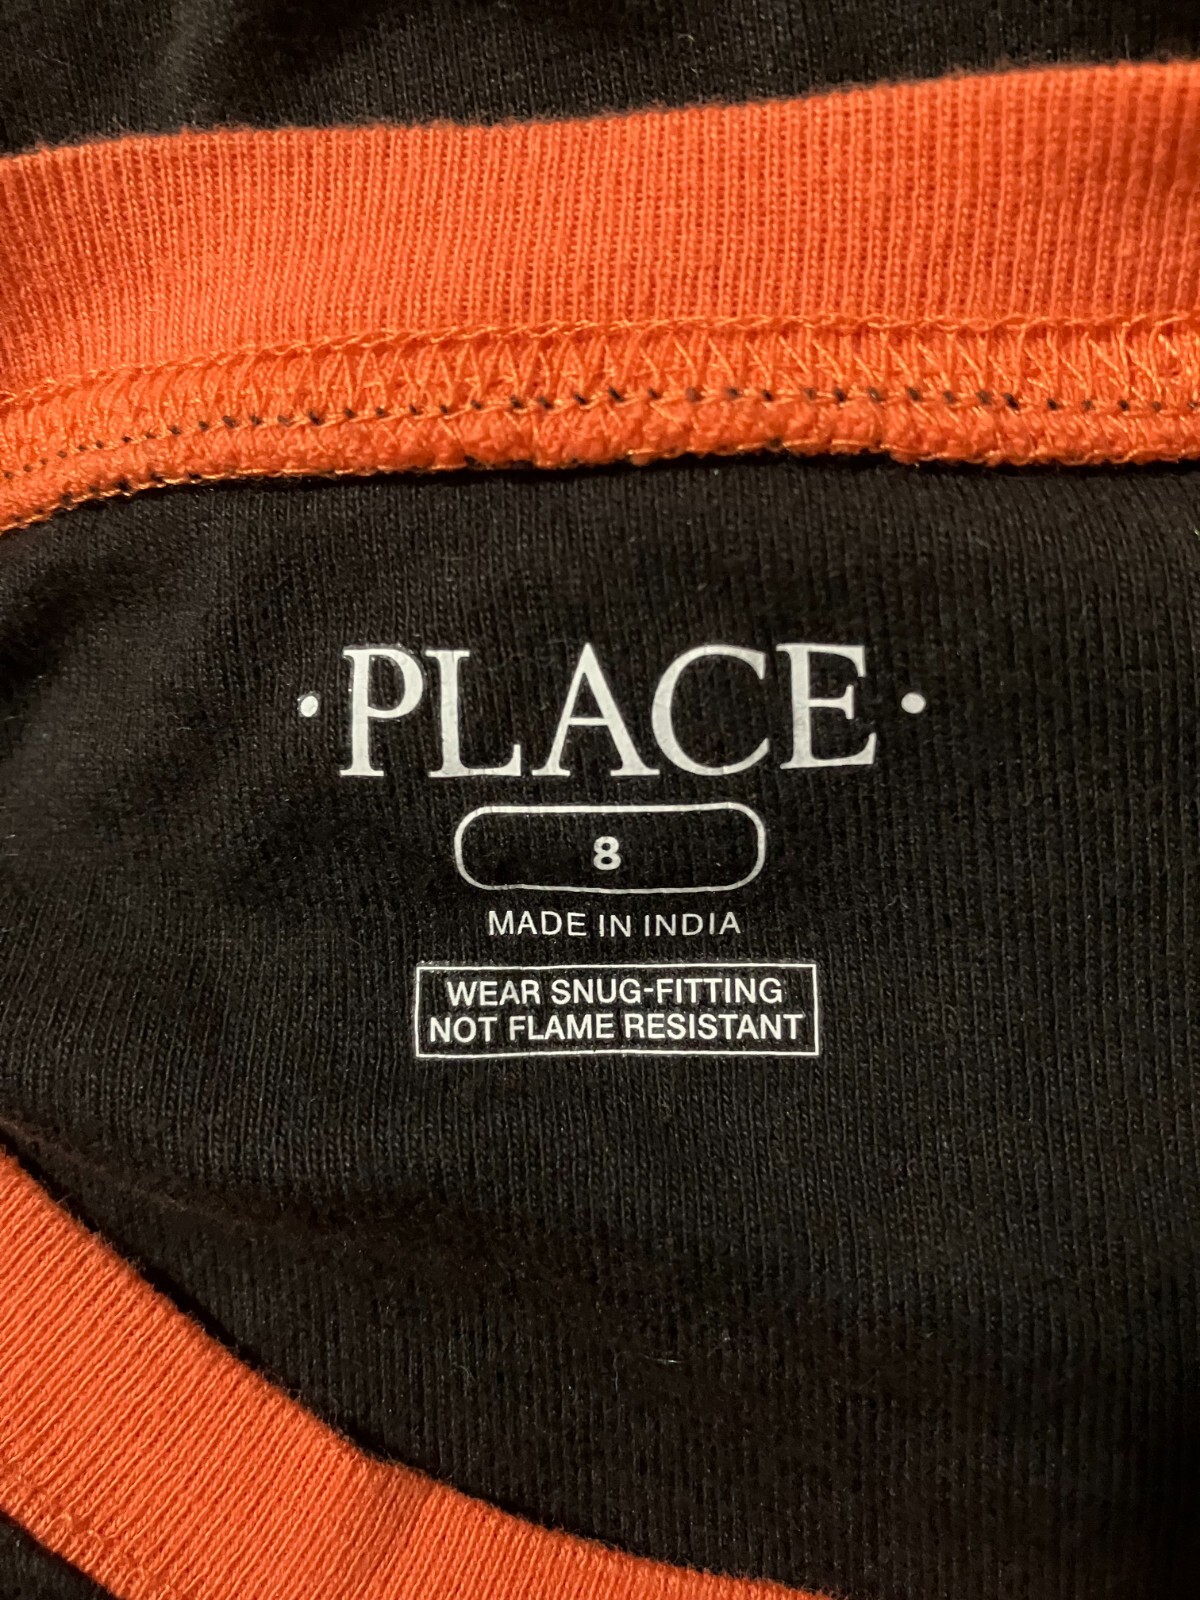 ·PLACE·
8
MADE IN INDIA
WEAR SNUG-FITTING
NOT FLAME RESISTANT